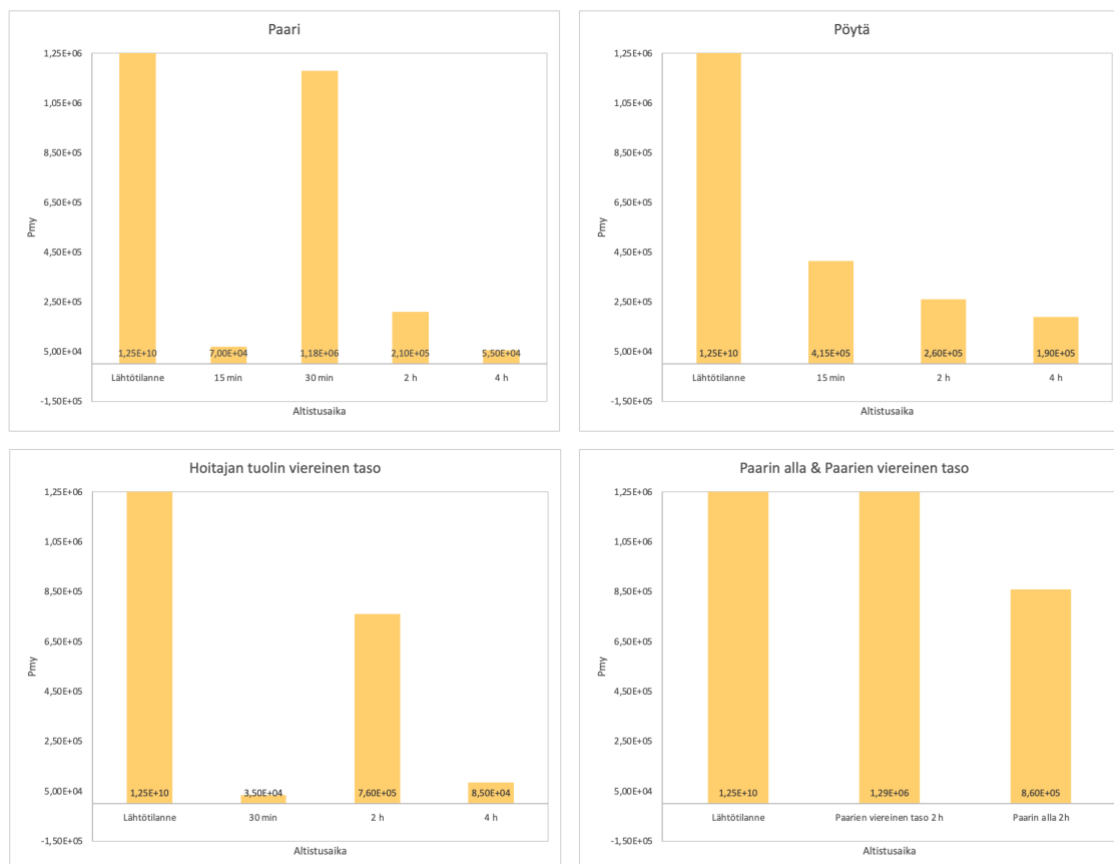 Paari
1,25E+06
1,05E+06
8,50E+05
6,50E+05
4,50E+05
2,50E+05
5,00E+04
-1,50E+05
Pmy
1,25E+10 7,00E+04 1,18E+06 2,10E+05 5,50E+04
Lähtötilanne 15 min 30 min 2 h 4 h
Altistusaika
Pöytä
1,25E+06
1,05E+06
8,50E+05
6,50E+05
4,50E+05
2,50E+05
5,00E+04
-1,50E+05
Pmy
1,25E+10 4,15E+05 2,60E+05 1,90E+05
Lähtötilanne 15 min 2 h 4 h
Altistusaika
Hoitajan tuolin viereinen taso
1,25E+06
1,05E+06
8,50E+05
6,50E+05
4,50E+05
2,50E+05
5,00E+04
-1,50E+05
Pmy
1,25E+10 3,50E+04 7,60E+05 8,50E+04
Lähtötilanne 30 min 2 h 4 h
Altistusaika
Paarin alla & Paarien viereinen taso
1,25E+06
1,05E+06
8,50E+05
6,50E+05
4,50E+05
2,50E+05
5,00E+04
-1,50E+05
Pmy
1,25E+10 1,29E+06 8,60E+05
Lähtötilanne Paarien viereinen taso 2 h Paarin alla 2h
Altistusaika